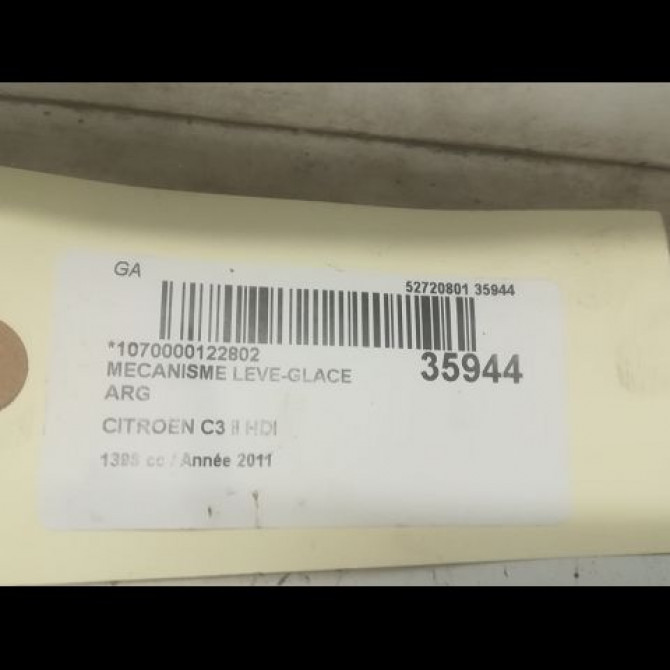 GA
52720801 35944
*1070000122802
35944
MECANISME LEVE-GLACE
ARG
CITROEN C3 II HDI
1398 cc / Année 2011